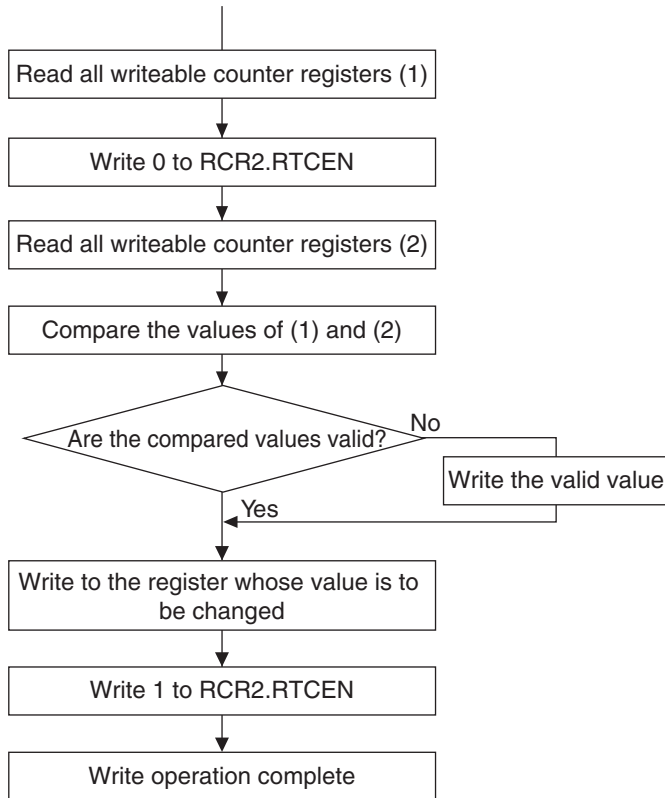 Read all writeable counter registers (1)
Write 0 to RCR2.RTCEN
Read all writeable counter registers (2)
Compare the values of (1) and (2)
Are the compared values valid?
No
Write the valid value
Yes
Write to the register whose value is to
be changed
Write 1 to RCR2.RTCEN
Write operation complete